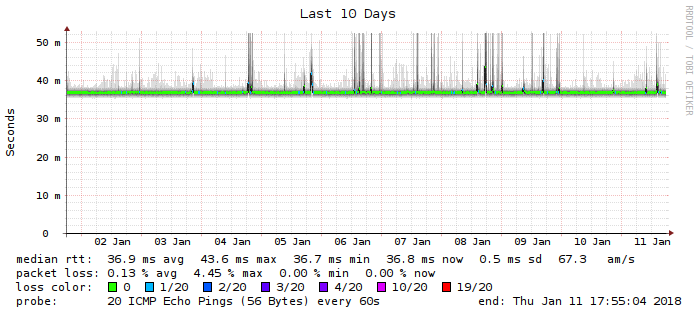 Last 10 Days
RRDTOOL / TOBI OETIKER
Seconds
50 m
40 m
30 m
20 m
10 m
0
02 Jan 03 Jan 04 Jan 05 Jan 06 Jan 07 Jan 08 Jan 09 Jan 10 Jan 11 Jan
median rtt: 36.9 ms avg 43.6 ms max 36.7 ms min 36.8 ms now 0.5 ms sd 67.3 am/s
packet loss: 0.13 % avg 4.45 % max 0.00 % min 0.00 % now
loss color: 0 1/20 2/20 3/20 4/20 10/20 19/20
probe: 20 ICMP Echo Pings (56 Bytes) every 60s end: Thu Jan 11 17:55:04 2018